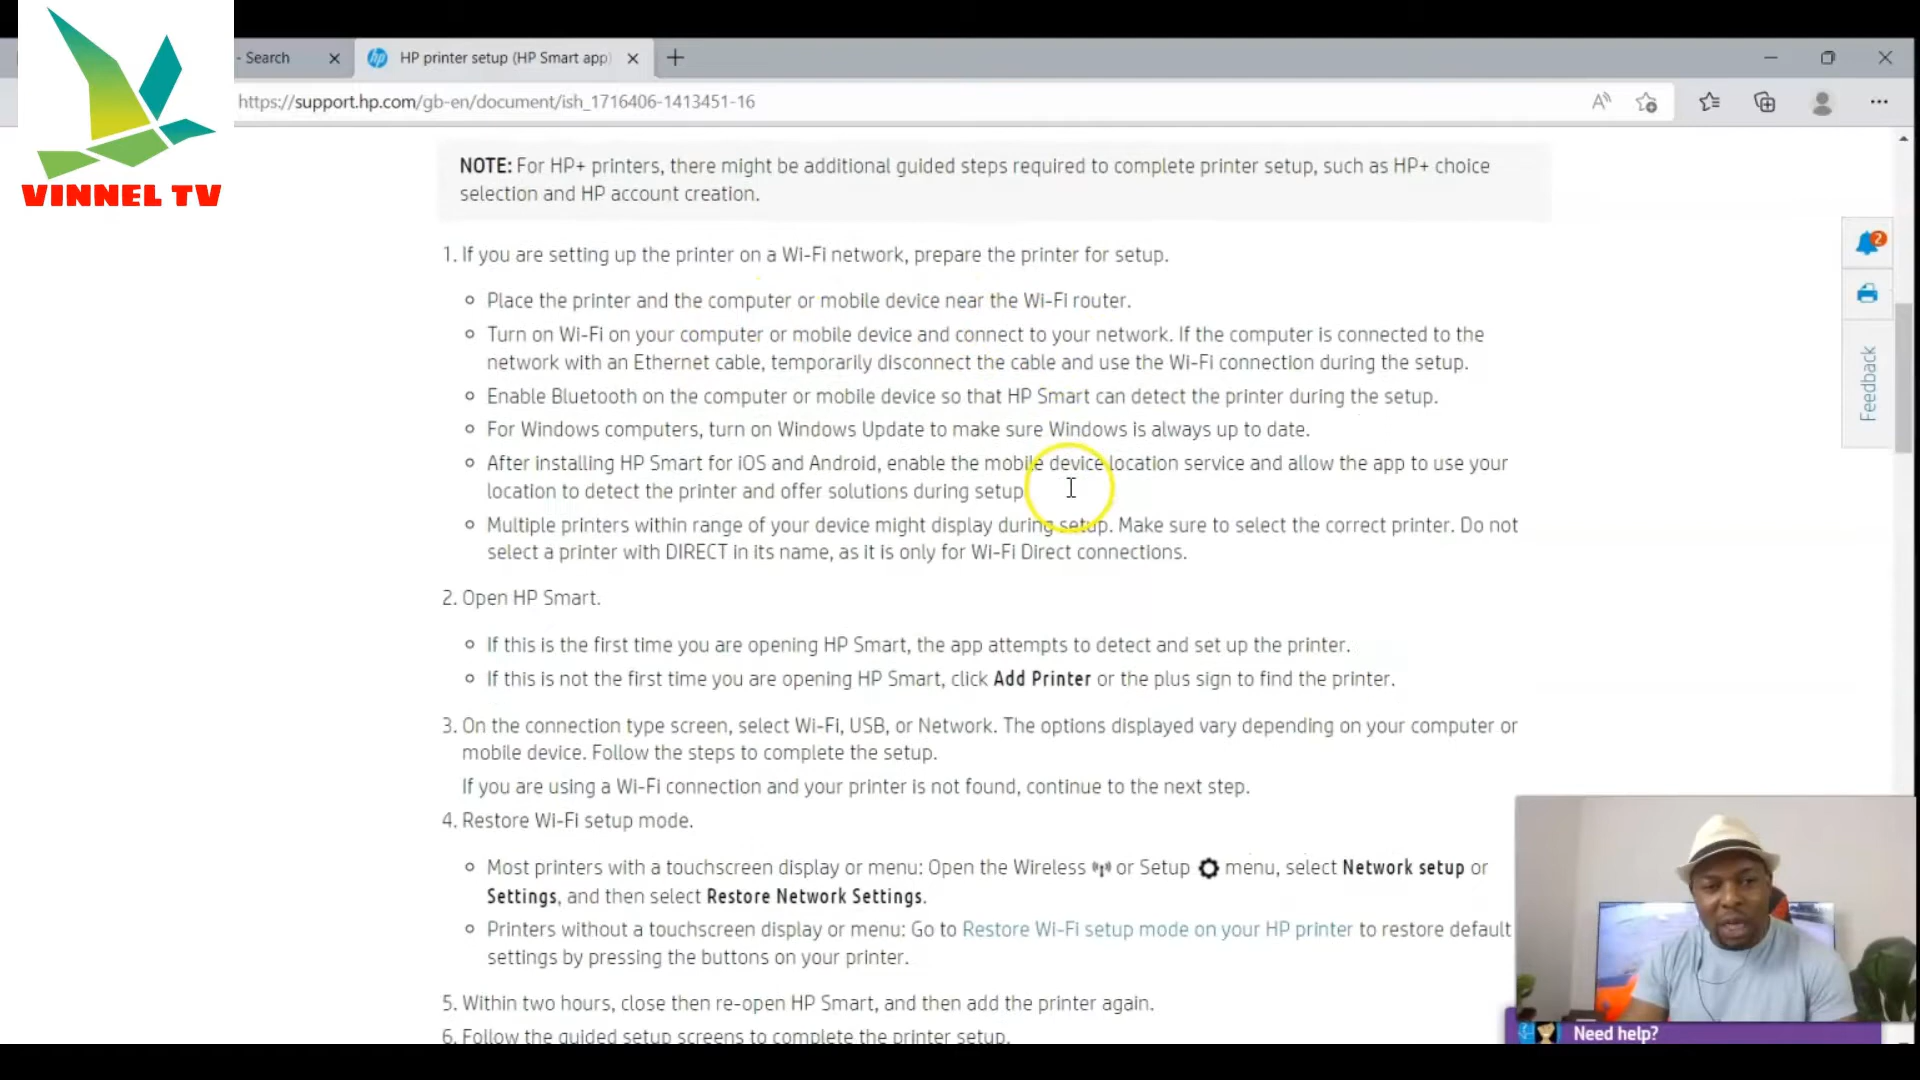 - Search
HP printer setup (HP Smart app)
https://support.hp.com/gb-en/document/ish_1716406-1413451-16
VINNEL TV
NOTE: For HP+ printers, there might be additional guided steps required to complete printer setup, such as HP+ choice
selection and HP account creation.
1. If you are setting up the printer on a Wi-Fi network, prepare the printer for setup.
Place the printer and the computer or mobile device near the Wi-Fi router.
Turn on Wi-Fi on your computer or mobile device and connect to your network. If the computer is connected to the
network with an Ethernet cable, temporarily disconnect the cable and use the Wi-Fi connection during the setup.
Enable Bluetooth on the computer or mobile device so that HP Smart can detect the printer during the setup.
For Windows computers, turn on Windows Update to make sure Windows is always up to date.
After installing HP Smart for iOS and Android, enable the mobile device location service and allow the app to use your
location to detect the printer and offer solutions during setup
Multiple printers within range of your device might display during setup. Make sure to select the correct printer. Do not
select a printer with DIRECT in its name, as it is only for Wi-Fi Direct connections.
2. Open HP Smart.
If this is the first time you are opening HP Smart, the app attempts to detect and set up the printer.
If this is not the first time you are opening HP Smart, click Add Printer or the plus sign to find the printer.
3. On the connection type screen, select Wi-Fi, USB, or Network. The options displayed vary depending on your computer or
mobile device. Follow the steps to complete the setup.
If you are using a Wi-Fi connection and your printer is not found, continue to the next step.
4. Restore Wi-Fi setup mode.
Most printers with a touchscreen display or menu: Open the Wireless or Setup menu, select Network setup or
Settings, and then select Restore Network Settings.
Printers without a touchscreen display or menu: Go to Restore Wi-Fi setup mode on your HP printer to restore default
settings by pressing the buttons on your printer.
5. Within two hours, close then re-open HP Smart, and then add the printer again.
6. Follow the guided setup screens to complete the printer setup.
2
Feedback
Need help?